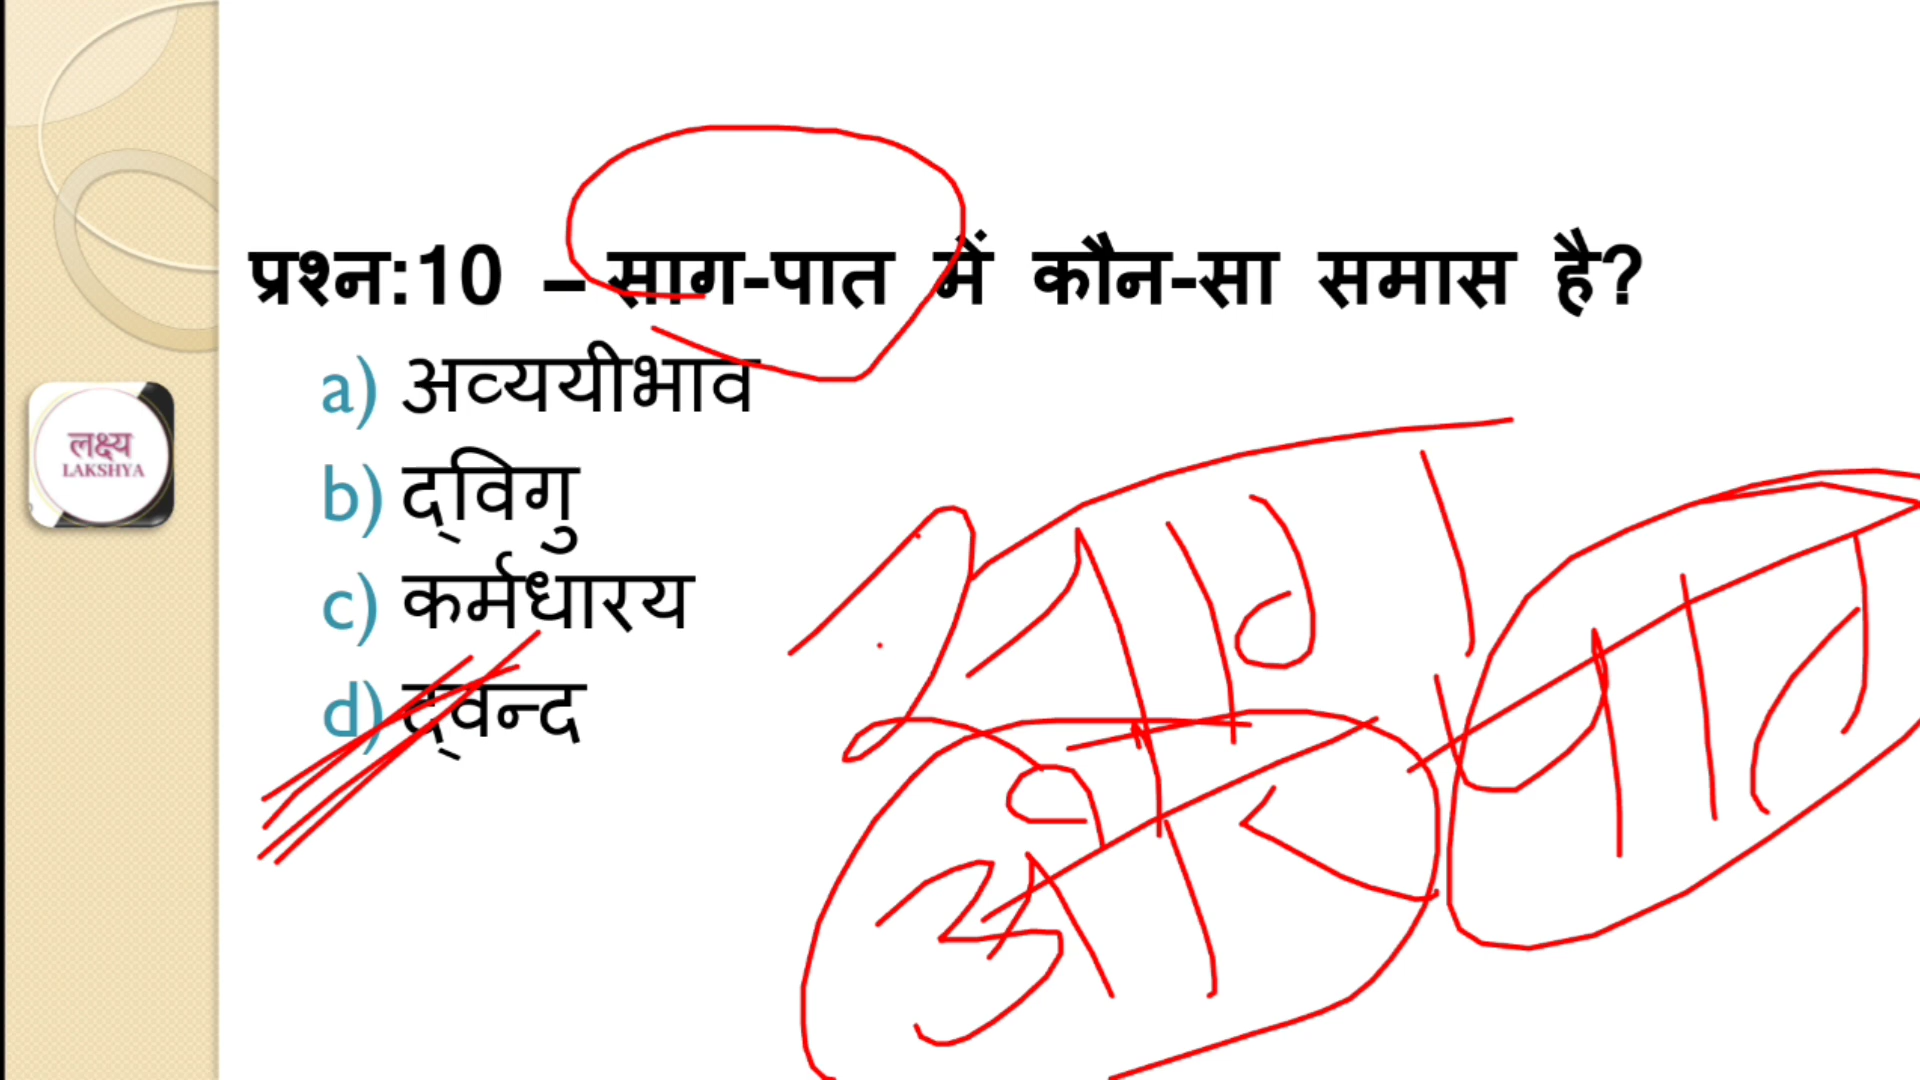 प्रश्न:10 – साग-पात में कौन-सा समास है?
a) अव्ययीभाव
b) द्विगु
c) कर्मधारय
d) द्वन्द
लक्ष्य
LAKSHYA
साग
और
पात